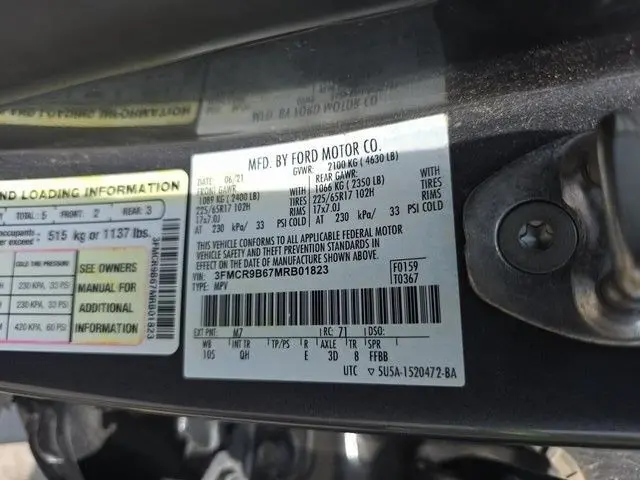 MFD. BY FORD MOTOR CO.
DATE: 06/21 GVWR: 2100 KG ( 4630 LB)
FRONT GAWR: REAR GAWR:
1089 KG ( 2400 LB) WITH 1066 KG ( 2350 LB) WITH
225/65R17 102H TIRES 225/65R17 102H TIRES
17x7.0J RIMS 17x7.0J RIMS
AT 230 kPa/ 33 PSI COLD AT 230 kPa/ 33 PSI COLD
THIS VEHICLE CONFORMS TO ALL APPLICABLE FEDERAL MOTOR
VEHICLE SAFETY AND THEFT PREVENTION STANDARDS IN EFFECT
ON THE DATE OF MANUFACTURE SHOWN ABOVE.
VIN: 3FMCR9B67MRB01823
TYPE: MPV
F0159
T0367
EXT PNT: M7 RC: 71 DSO:
WB INT TR TP/PS R AXLE TR SPR
105 QH E 3D 8 FFBB
UTC ▽ 5U5A-1520472-BA
ND LOADING INFORMATION
TOTAL: 5 FRONT: 2 REAR: 3
occupants
er exceed: 515 kg or 1137 lbs.
COLD TIRE PRESSURE
230 KPA, 33 PSI
230 KPA, 33 PSI
420 KPA, 60 PSI
SEE OWNERS
MANUAL FOR
ADDITIONAL
INFORMATION
3FMCR9B67MRB01823